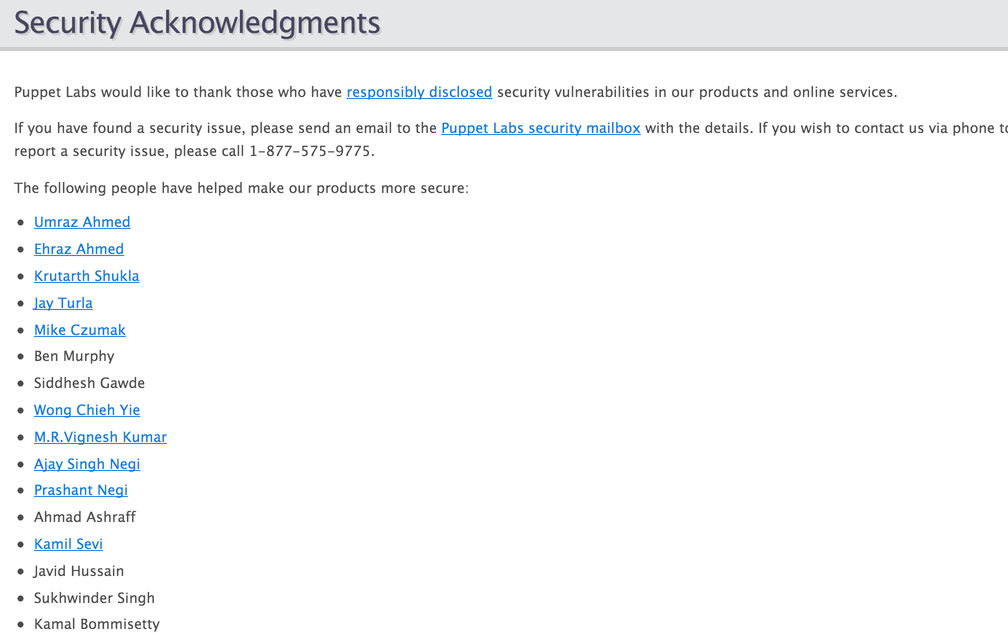 Security Acknowledgments
Puppet Labs would like to thank those who have responsibly disclosed security vulnerabilities in our products and online services.
If you have found a security issue, please send an email to the Puppet Labs security mailbox with the details. If you wish to contact us via phone to
report a security issue, please call 1-877-575-9775.
The following people have helped make our products more secure:
Umraz Ahmed
Ehraz Ahmed
Krutarth Shukla
Jay Turla
Mike Czumak
Ben Murphy
Siddhesh Gawde
Wong Chieh Yie
M.R.Vignesh Kumar
Ajay Singh Negi
Prashant Negi
Ahmad Ashraff
Kamil Sevi
Javid Hussain
Sukhwinder Singh
Kamal Bommisetty